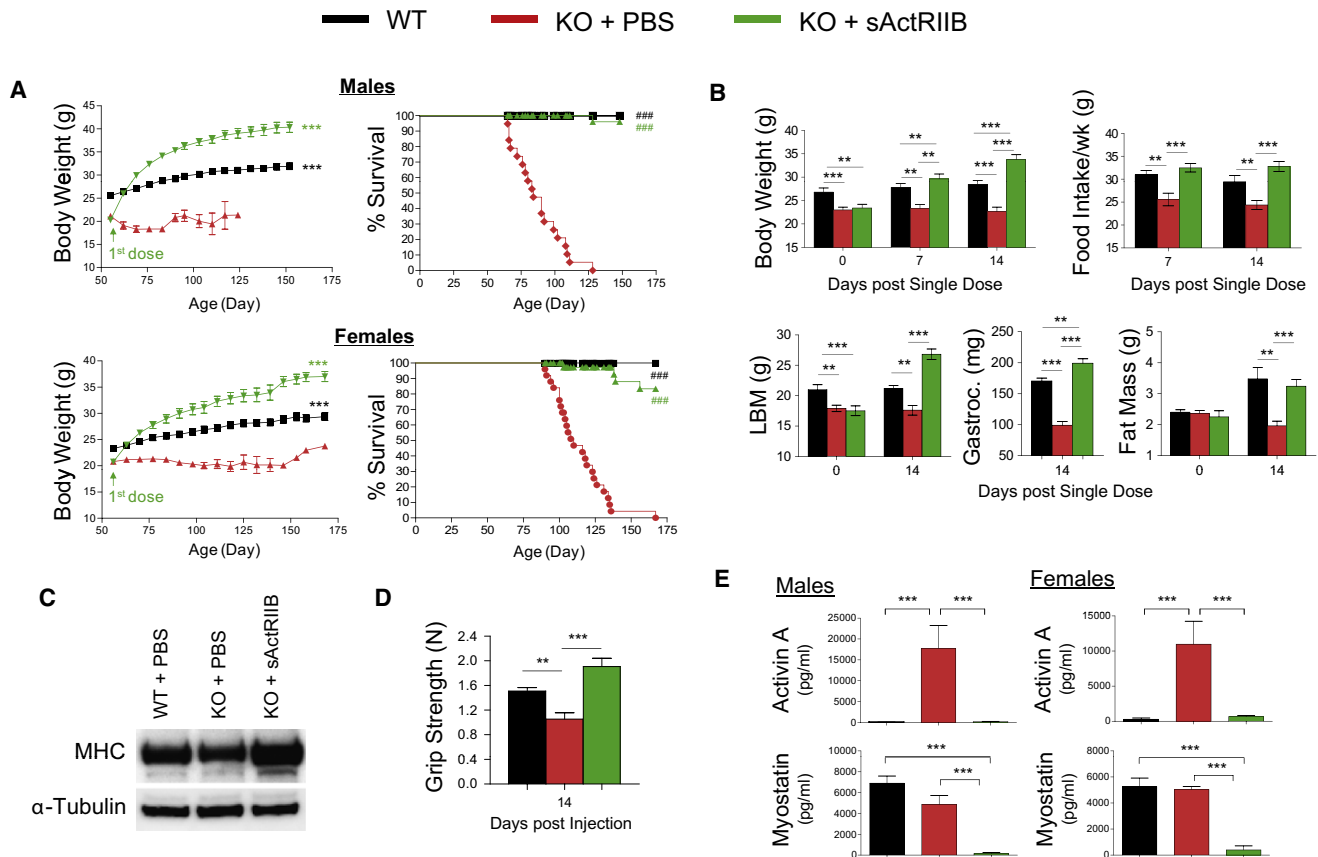 WT KO + PBS KO + sActRIIB
A
Males
Body Weight (g)
45
40
35
30
25
20
15
10
1st dose
***
***
50 75 100 125 150 175
Age (Day)
% Survival
100
90
80
70
60
50
40
30
20
10
0
###
###
0 25 50 75 100 125 150 175
Age (Day)
Females
Body Weight (g)
40
35
30
25
20
15
10
1st dose
***
***
50 75 100 125 150 175
Age (Day)
% Survival
100
90
80
70
60
50
40
30
20
10
0
###
###
0 25 50 75 100 125 150 175
Age (Day)
B
Body Weight (g)
40
35
30
25
20
15
** *** ** ** ** *** *** ***
0 7 14
Days post Single Dose
Food Intake/wk (g)
40
35
30
25
20
15
** *** ** ***
7 14
Days post Single Dose
LBM (g)
30
25
20
15
10
*** ** *** **
0 14
Gastroc. (mg)
250
200
150
100
50
** *** ***
14
Fat Mass (g)
5
4
3
2
1
*** **
0 14
Days post Single Dose
C
WT + PBS
KO + PBS
KO + sActRIIB
MHC
α-Tubulin
D
Grip Strength (N)
2.4
2.0
1.6
1.2
0.8
0.4
0.0
** ***
14
Days post Injection
E
Males
Activin A
(pg/ml)
25000
20000
15000
10000
5000
0
*** ***
Females
Activin A
(pg/ml)
15000
10000
5000
0
*** ***
Myostatin
(pg/ml)
10000
8000
6000
4000
2000
0
*** ***
Myostatin
(pg/ml)
8000
6000
4000
2000
0
*** ***